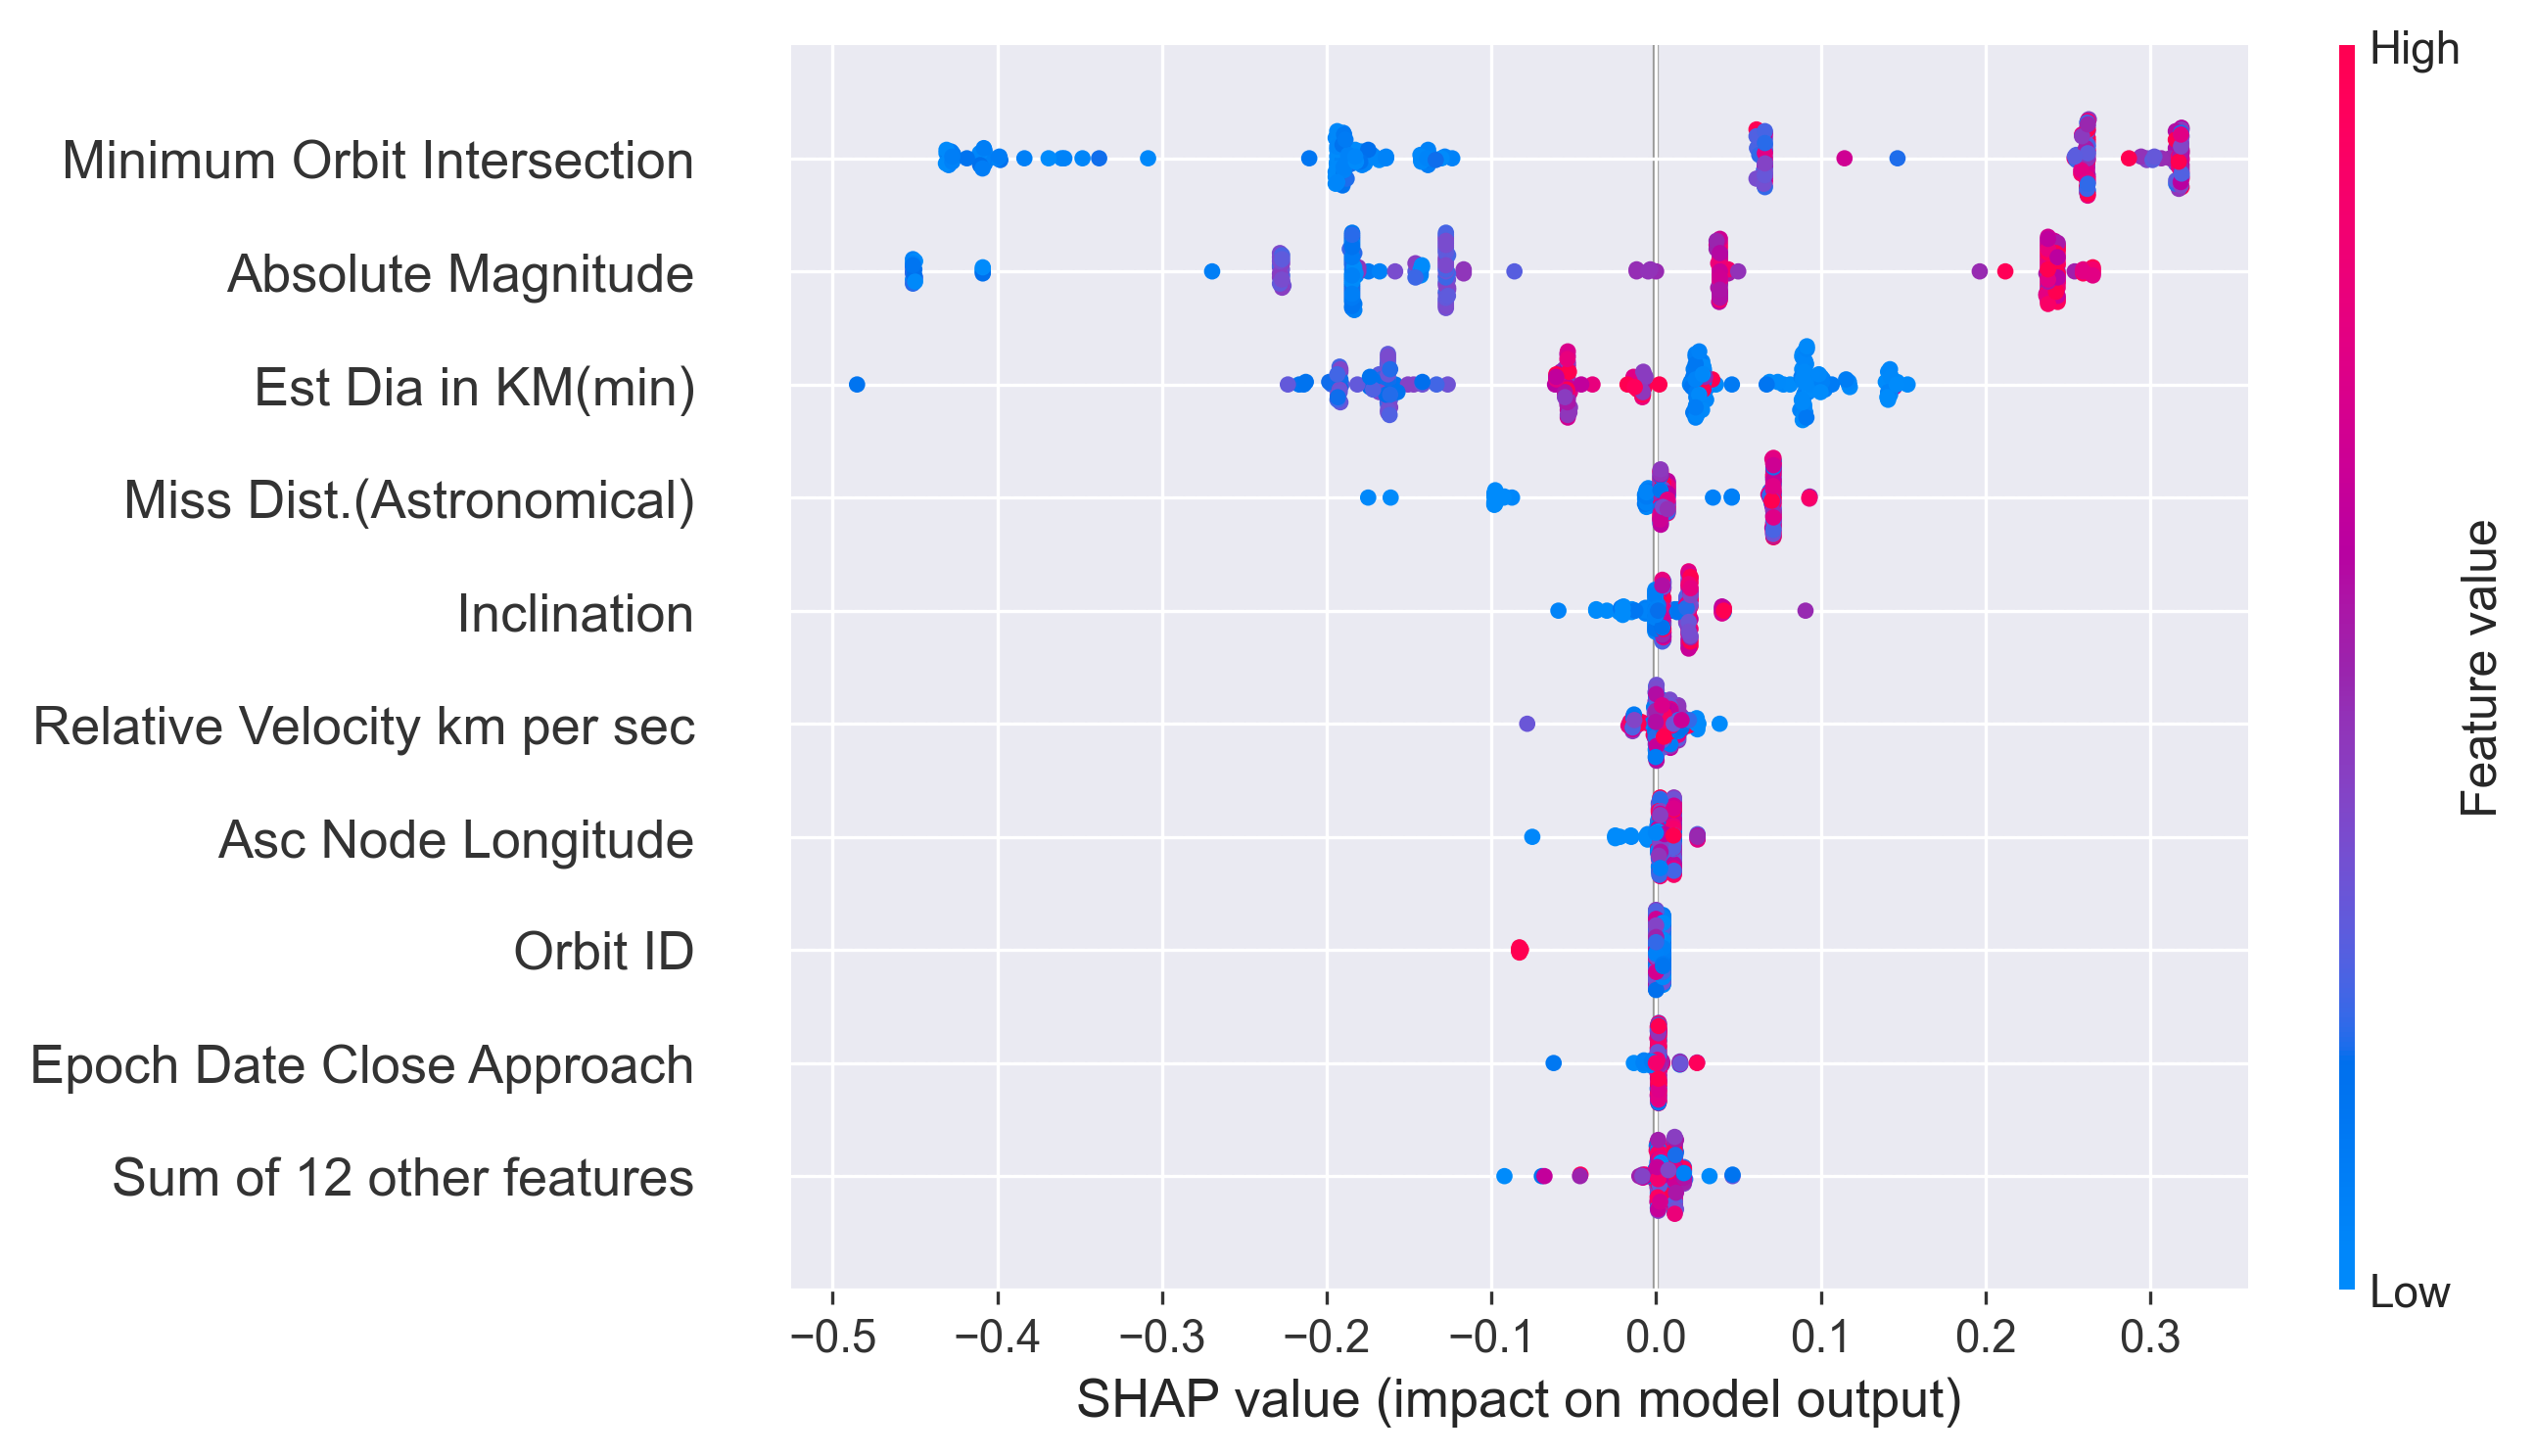 High
Minimum Orbit Intersection
Absolute Magnitude
Est Dia in KM(min)
Miss Dist.(Astronomical)
Inclination
Relative Velocity km per sec
Asc Node Longitude
Orbit ID
Epoch Date Close Approach
Sum of 12 other features
Feature value
Low
−0.5 −0.4 −0.3 −0.2 −0.1 0.0 0.1 0.2 0.3
SHAP value (impact on model output)